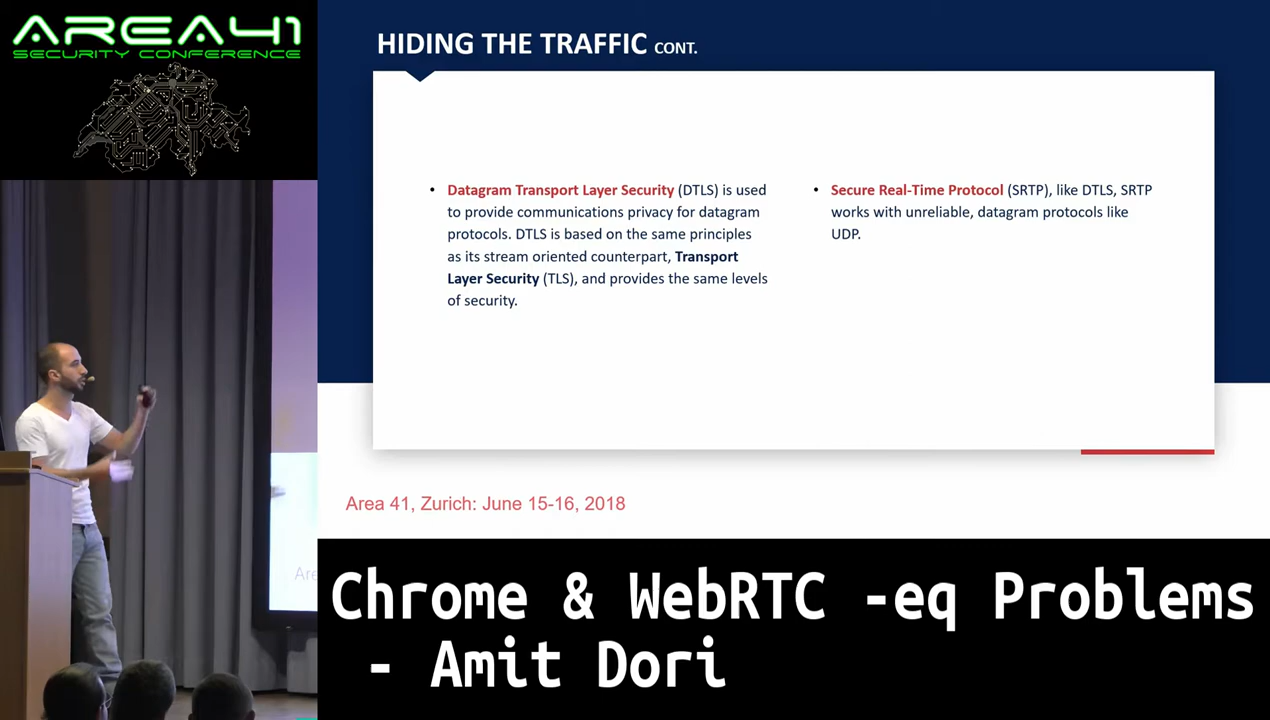 AREA41
SECURITY CONFERENCE
HIDING THE TRAFFIC CONT.
• Datagram Transport Layer Security (DTLS) is used
to provide communications privacy for datagram
protocols. DTLS is based on the same principles
as its stream oriented counterpart, Transport
Layer Security (TLS), and provides the same levels
of security.
• Secure Real-Time Protocol (SRTP), like DTLS, SRTP
works with unreliable, datagram protocols like
UDP.
Area 41, Zurich: June 15-16, 2018
Are
Chrome & WebRTC -eq Problems
- Amit Dori